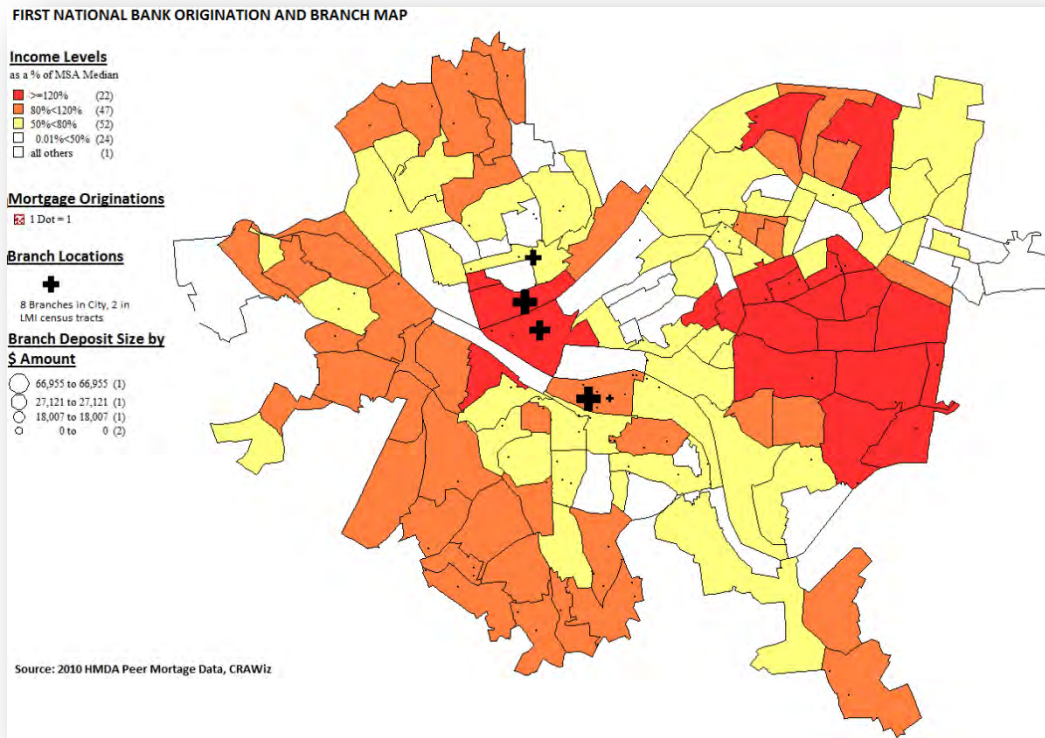 FIRST NATIONAL BANK ORIGINATION AND BRANCH MAP
Income Levels
as a % of MSA Median
>=120% (22)
80%<120% (47)
50%<80% (52)
0.01%<50% (24)
all others (1)
Mortgage Originations
1 Dot = 1
Branch Locations
8 Branches in City, 2 in
LMI census tracts
Branch Deposit Size by
$ Amount
66,955 to 66,955 (1)
27,121 to 27,121 (1)
18,007 to 18,007 (1)
0 to 0 (2)
Source: 2010 HMDA Peer Mortage Data, CRAWiz